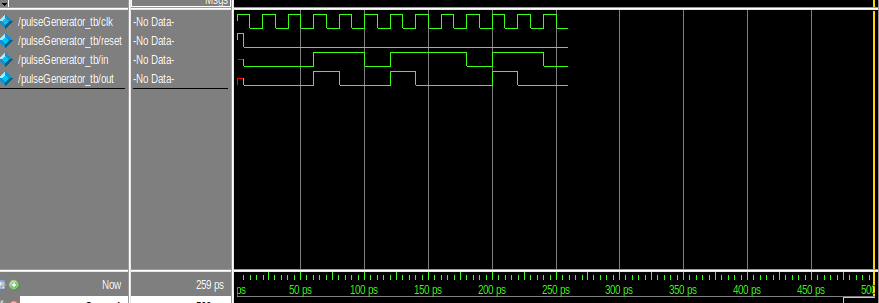 Msgs
/pulseGenerator_tb/clk -No Data-
/pulseGenerator_tb/reset -No Data-
/pulseGenerator_tb/in -No Data-
/pulseGenerator_tb/out -No Data-
Now 259 ps
ps 50 ps 100 ps 150 ps 200 ps 250 ps 300 ps 350 ps 400 ps 450 ps 500